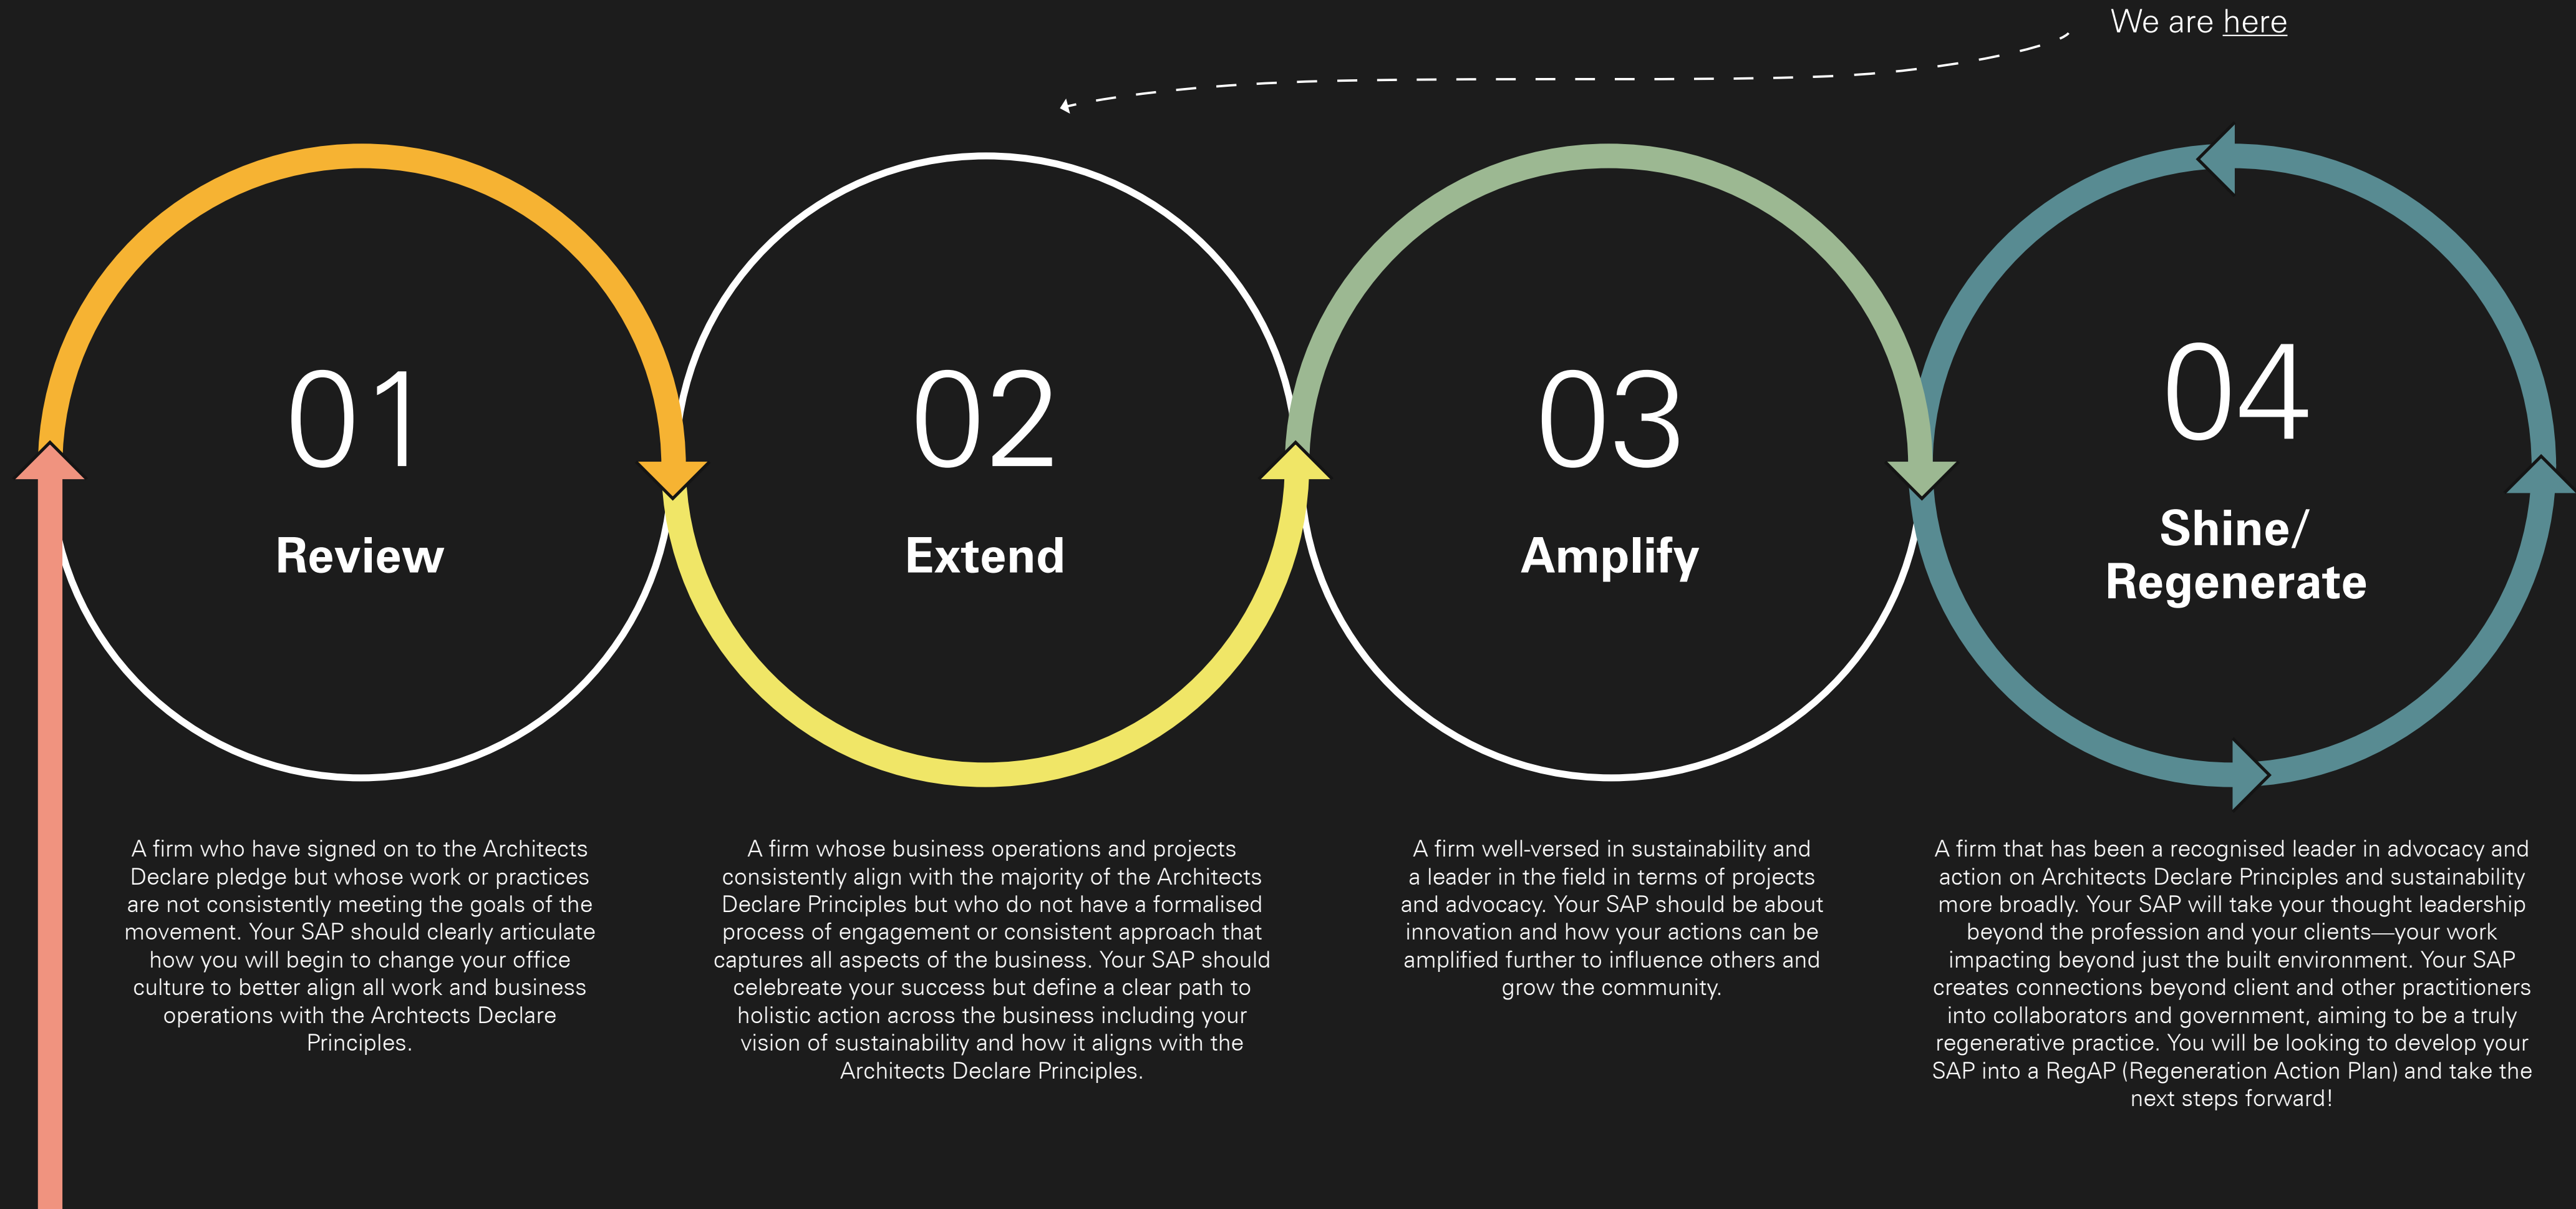 We are here
01
Review
02
Extend
03
Amplify
04
Shine/
Regenerate
A firm who have signed on to the Architects
Declare pledge but whose work or practices
are not consistently meeting the goals of the
movement. Your SAP should clearly articulate
how you will begin to change your office
culture to better align all work and business
operations with the Archtects Declare
Principles.
A firm whose business operations and projects
consistently align with the majority of the Architects
Declare Principles but who do not have a formalised
process of engagement or consistent approach that
captures all aspects of the business. Your SAP should
celebreate your success but define a clear path to
holistic action across the business including your
vision of sustainability and how it aligns with the
Architects Declare Principles.
A firm well-versed in sustainability and
a leader in the field in terms of projects
and advocacy. Your SAP should be about
innovation and how your actions can be
amplified further to influence others and
grow the community.
A firm that has been a recognised leader in advocacy and
action on Architects Declare Principles and sustainability
more broadly. Your SAP will take your thought leadership
beyond the profession and your clients—your work
impacting beyond just the built environment. Your SAP
creates connections beyond client and other practitioners
into collaborators and government, aiming to be a truly
regenerative practice. You will be looking to develop your
SAP into a RegAP (Regeneration Action Plan) and take the
next steps forward!